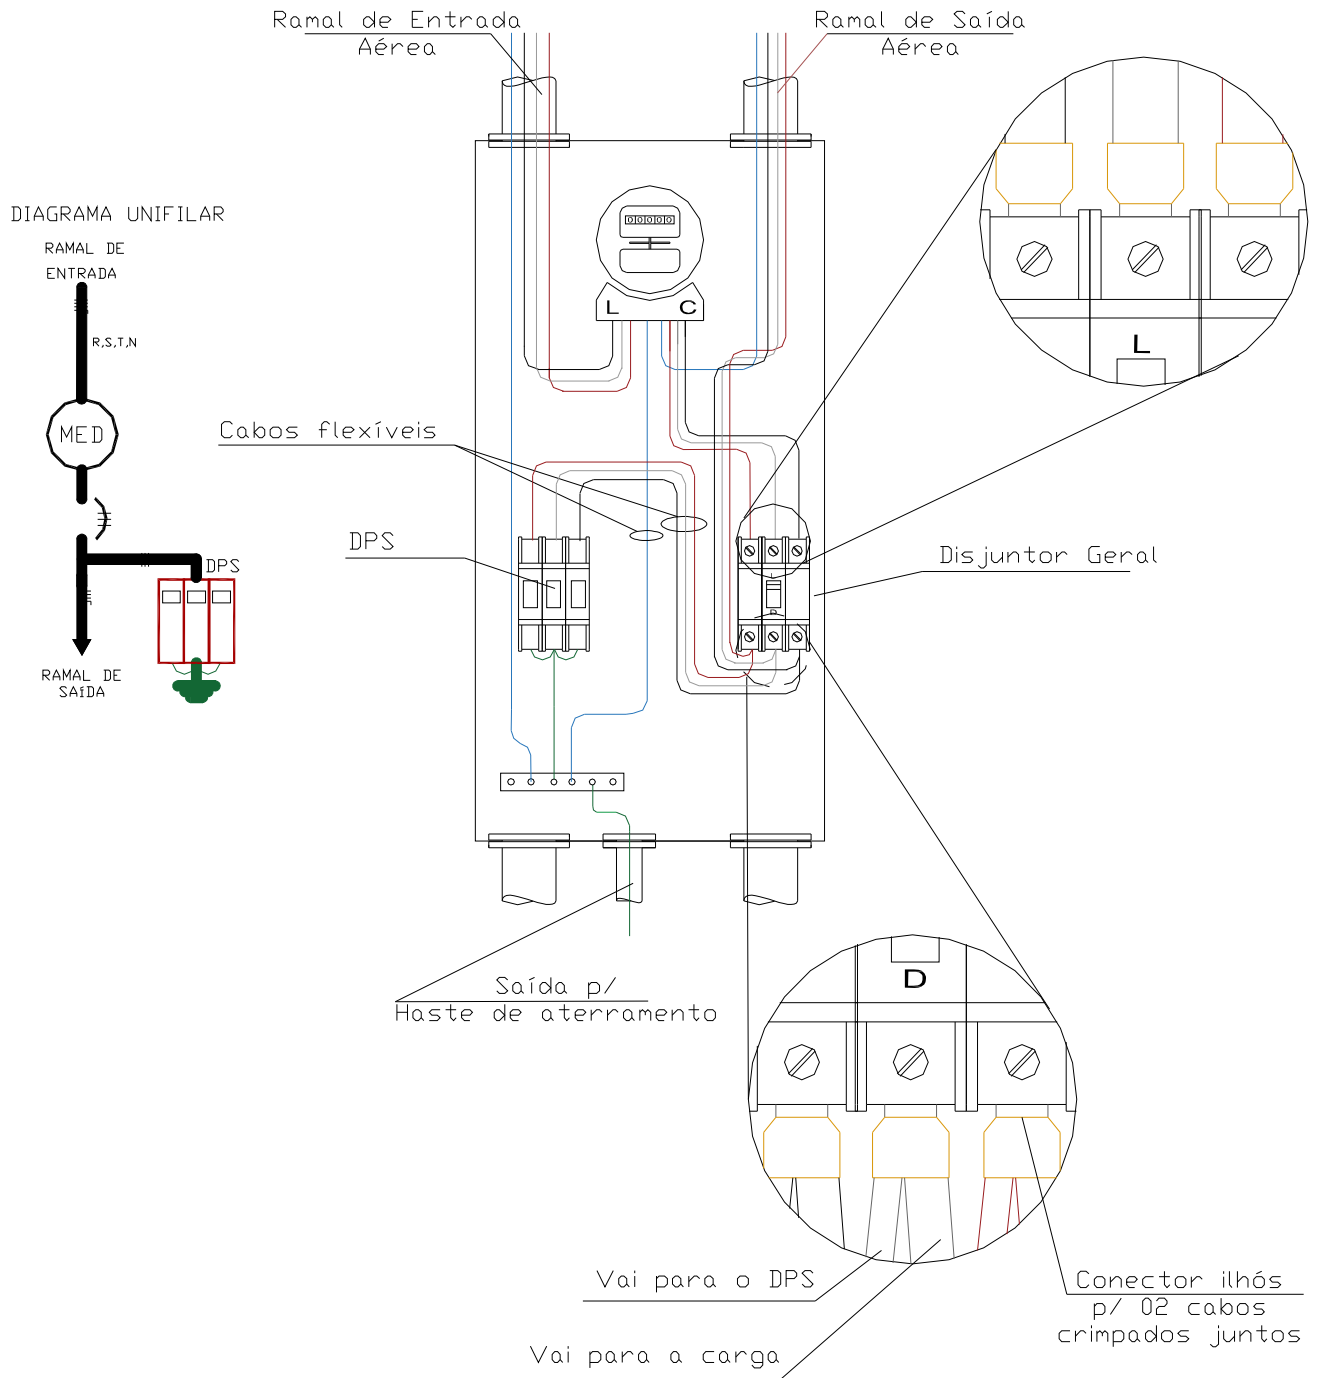 Ramal de Entrada
Aérea
Ramal de Saída
Aérea
DIAGRAMA UNIFILAR
RAMAL DE
ENTRADA
R,S,T,N
MED
DPS
RAMAL DE
SAÍDA
L C
L
Cabos flexíveis
DPS
Disjuntor Geral
Saída p/
Haste de aterramento
D
Vai para o DPS
Vai para a carga
Conector ilhós
p/ 02 cabos
crimpados juntos